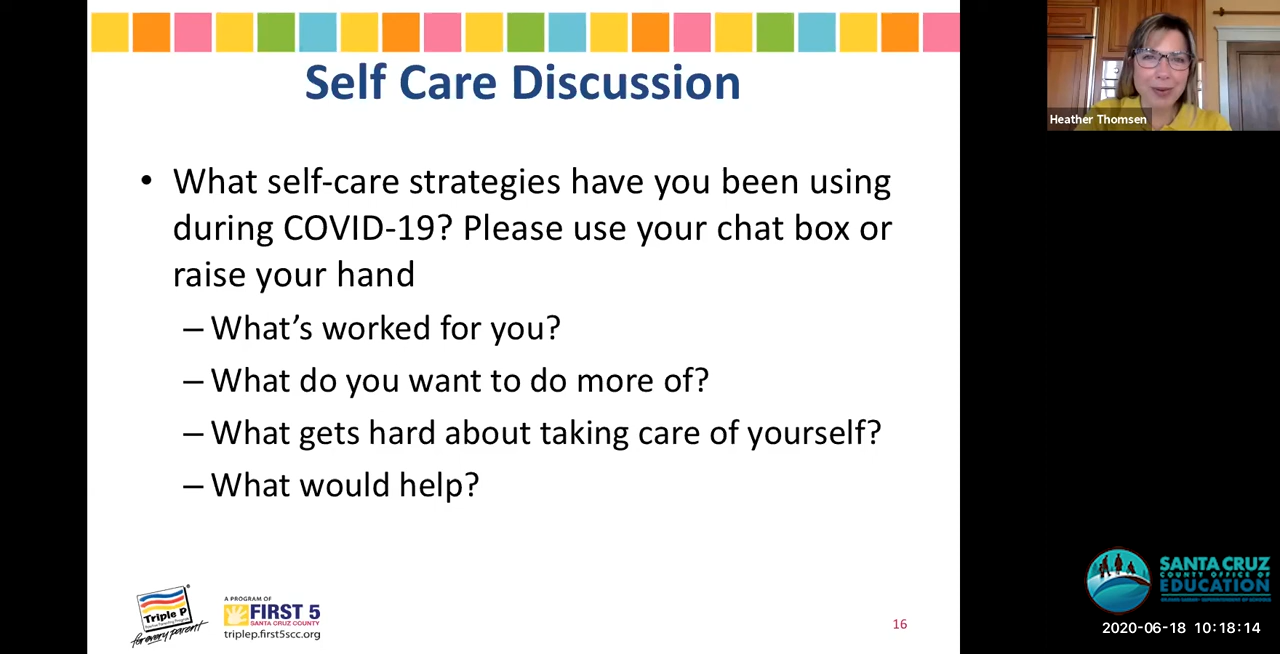 Self Care Discussion
• What self-care strategies have you been using
during COVID-19? Please use your chat box or
raise your hand
– What's worked for you?
– What do you want to do more of?
– What gets hard about taking care of yourself?
– What would help?
Heather Thomsen
Triple P
for every parent
A PROGRAM OF
FIRST 5
SANTA CRUZ COUNTY
triplep.first5scc.org
16
SANTA CRUZ
COUNTY OFFICE OF
EDUCATION
2020-06-18 10:18:14